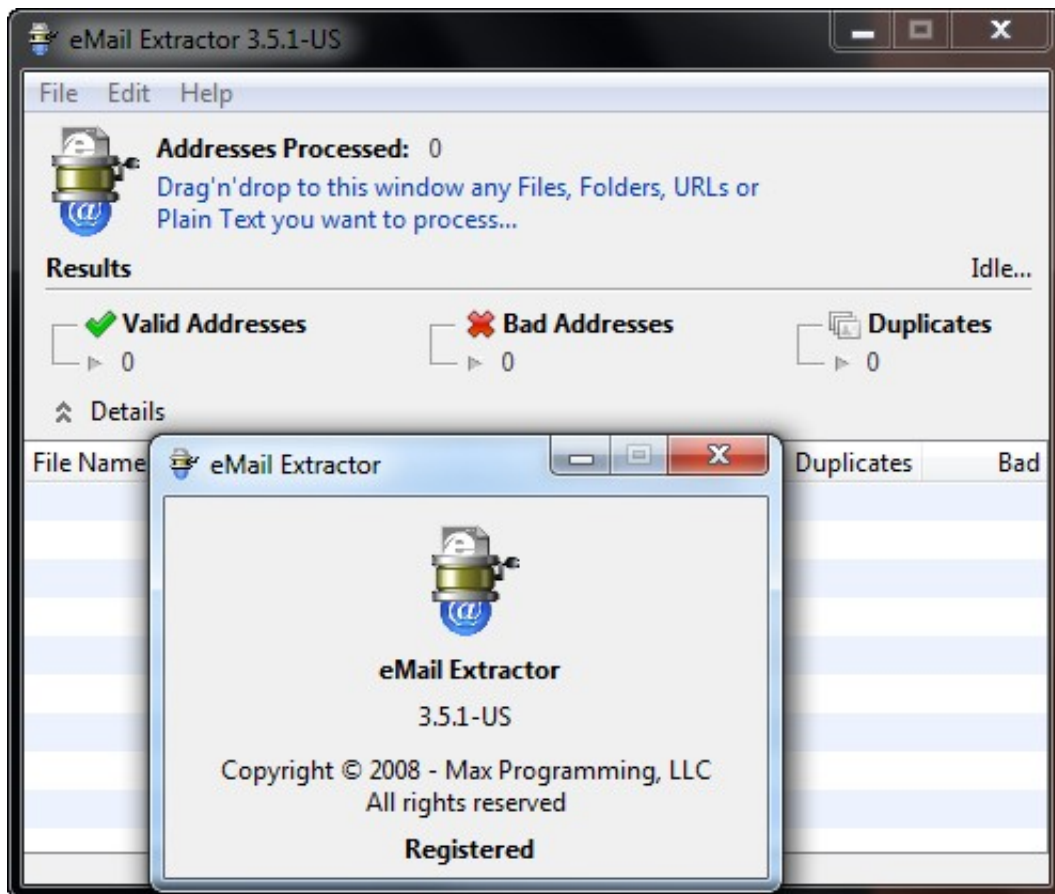 eMail Extractor 3.5.1-US
File Edit Help
Addresses Processed: 0
Drag'n'drop to this window any Files, Folders, URLs or
Plain Text you want to process...
Results Idle...
Valid Addresses Bad Addresses Duplicates
0 0 0
Details
File Name Duplicates Bad
eMail Extractor
eMail Extractor
3.5.1-US
Copyright © 2008 - Max Programming, LLC
All rights reserved
Registered